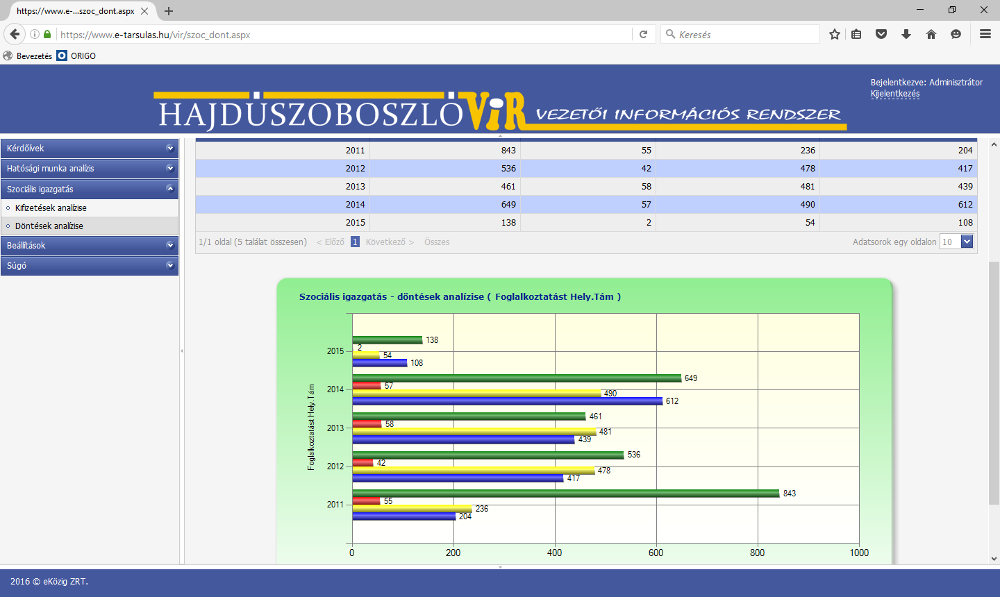 https://www.e-...szoc_dont.aspx
https://www.e-tarsulas.hu/vir/szoc_dont.aspx
Keresés
Bevezetés ORIGO
Bejelentkezve: Adminisztrátor
Kijelentkezés
HAJDÚSZOBOSZLÓ ViR VEZETŐI INFORMÁCIÓS RENDSZER
Kérdőívek
Hatósági munka analízis
Szociális igazgatás
Kifizetések analízise
Döntések analízise
Beállítások
Súgó
2011 843 55 236 204
2012 536 42 478 417
2013 461 58 481 439
2014 649 57 490 612
2015 138 2 54 108
1/1 oldal (5 találat összesen) < Előző 1 Következő > Összes Adatsorok egy oldalon 10
Szociális igazgatás - döntések analízise ( Foglalkoztatást Hely.Tám )
Foglalkoztatást Hely.Tám
138
2015 2
54
108
649
2014 57
490
612
461
2013 58
481
439
536
2012 42
478
417
843
2011 55
236
204
0 200 400 600 800 1000
2016 © eKözig ZRT.